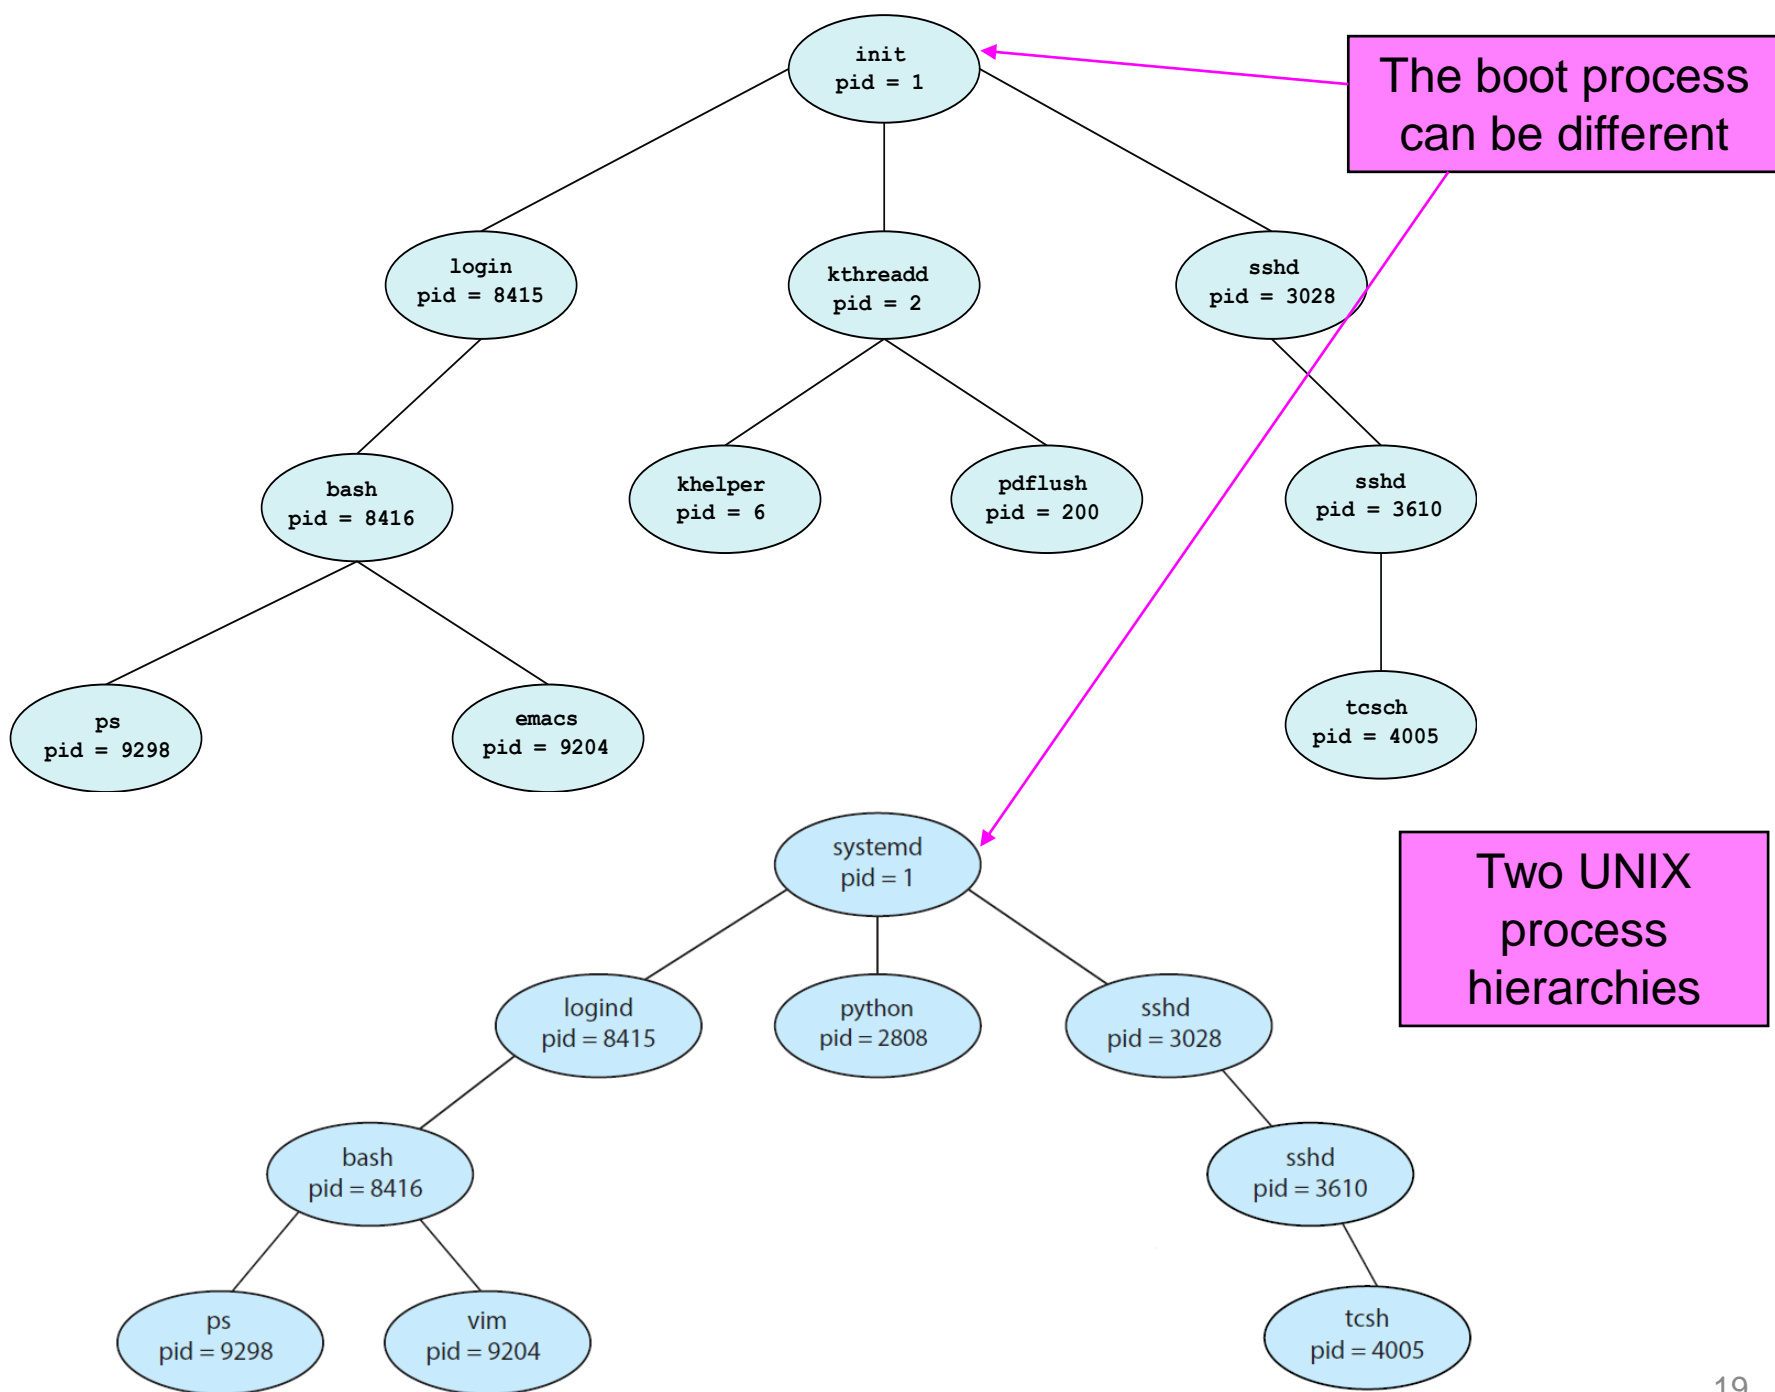 init
pid = 1
The boot process
can be different
login
pid = 8415
kthreadd
pid = 2
sshd
pid = 3028
bash
pid = 8416
khelper
pid = 6
pdflush
pid = 200
sshd
pid = 3610
ps
pid = 9298
emacs
pid = 9204
tcsch
pid = 4005
systemd
pid = 1
Two UNIX
process
hierarchies
logind
pid = 8415
python
pid = 2808
sshd
pid = 3028
bash
pid = 8416
sshd
pid = 3610
ps
pid = 9298
vim
pid = 9204
tcsh
pid = 4005
19